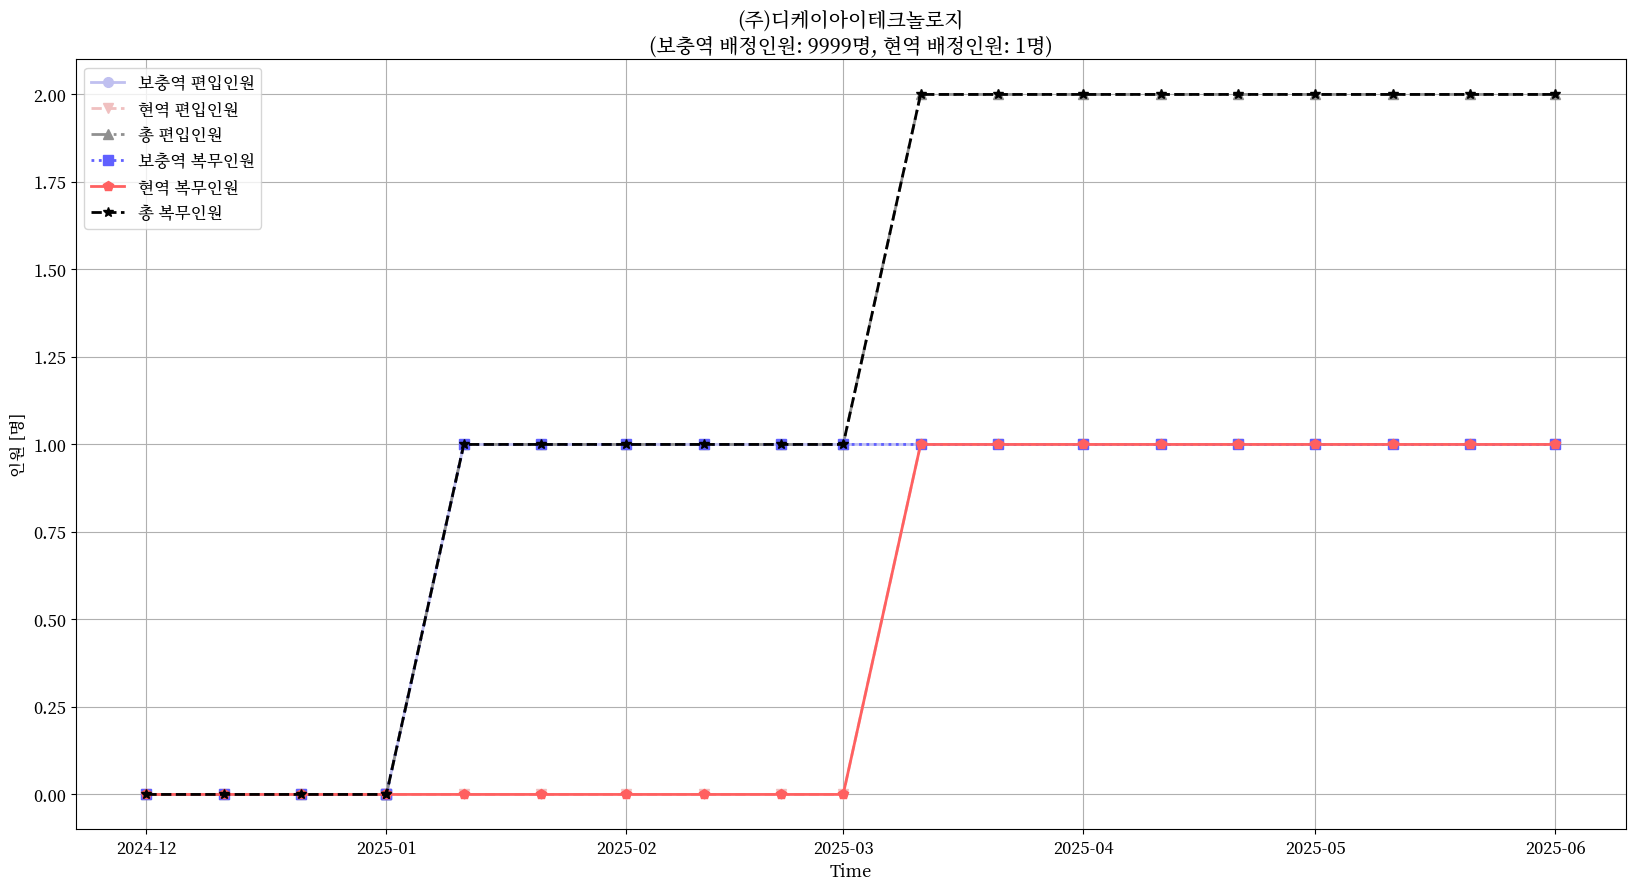 (주)디케이아이테크놀로지
(보충역 배정인원: 9999명, 현역 배정인원: 1명)
보충역 편입인원
현역 편입인원
총 편입인원
보충역 복무인원
현역 복무인원
총 복무인원
2.00
1.75
1.50
1.25
1.00
0.75
0.50
0.25
0.00
인원 [명]
2024-12 2025-01 2025-02 2025-03 2025-04 2025-05 2025-06
Time